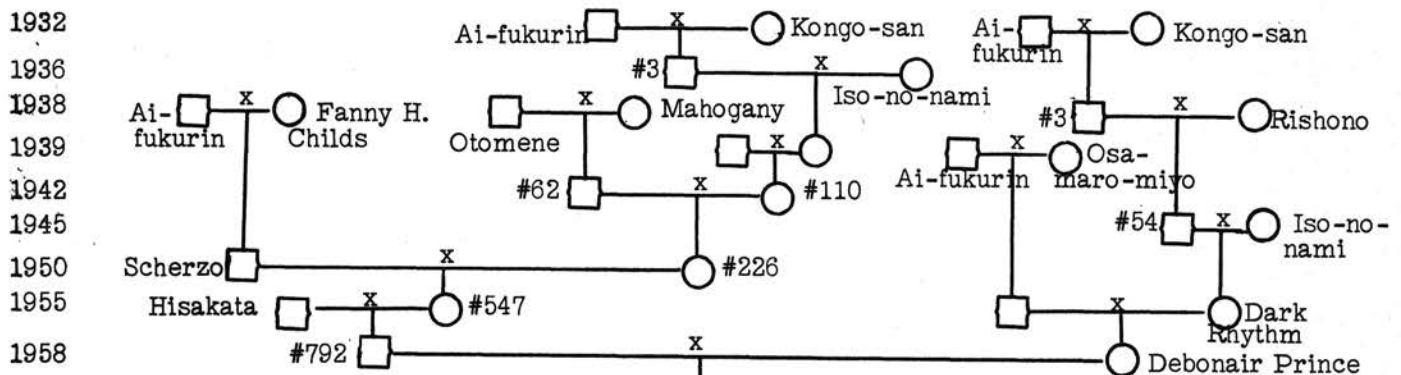 1932 Ai-fukurin x Kongo-san Ai- fukurin x Kongo-san
1936 #3 x Iso-no-nami
1938 Ai- fukurin x Fanny H. Childs Otomene x Mahogany #3 x Rishono
1939 x Ai-fukurin x Osa- maro-miyo
1942 #62 x #110
1945 #54 x Iso-no- nami
1950 Scherzo x #226
1955 Hisakata x #547 x Dark Rhythm
1958 #792 x Debonair Prince